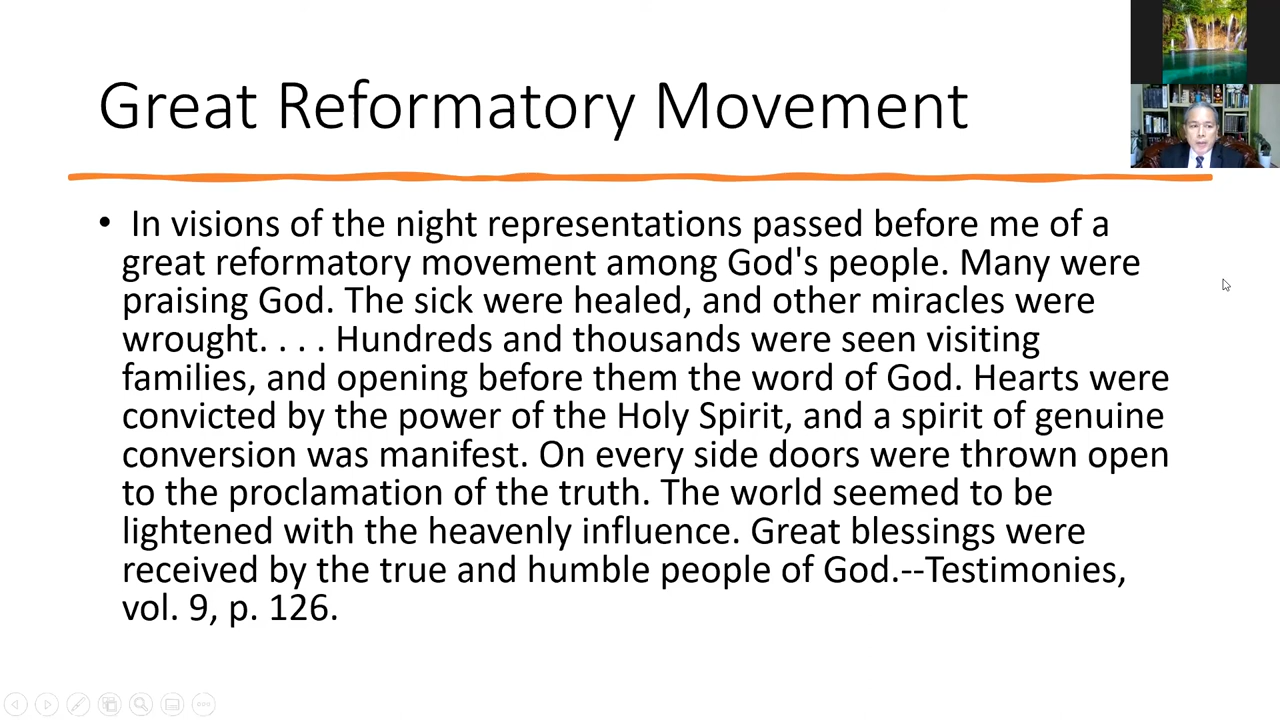 Great Reformatory Movement
• In visions of the night representations passed before me of a
great reformatory movement among God's people. Many were
praising God. The sick were healed, and other miracles were
wrought. . . . Hundreds and thousands were seen visiting
families, and opening before them the word of God. Hearts were
convicted by the power of the Holy Spirit, and a spirit of genuine
conversion was manifest. On every side doors were thrown open
to the proclamation of the truth. The world seemed to be
lightened with the heavenly influence. Great blessings were
received by the true and humble people of God.--Testimonies,
vol. 9, p. 126.